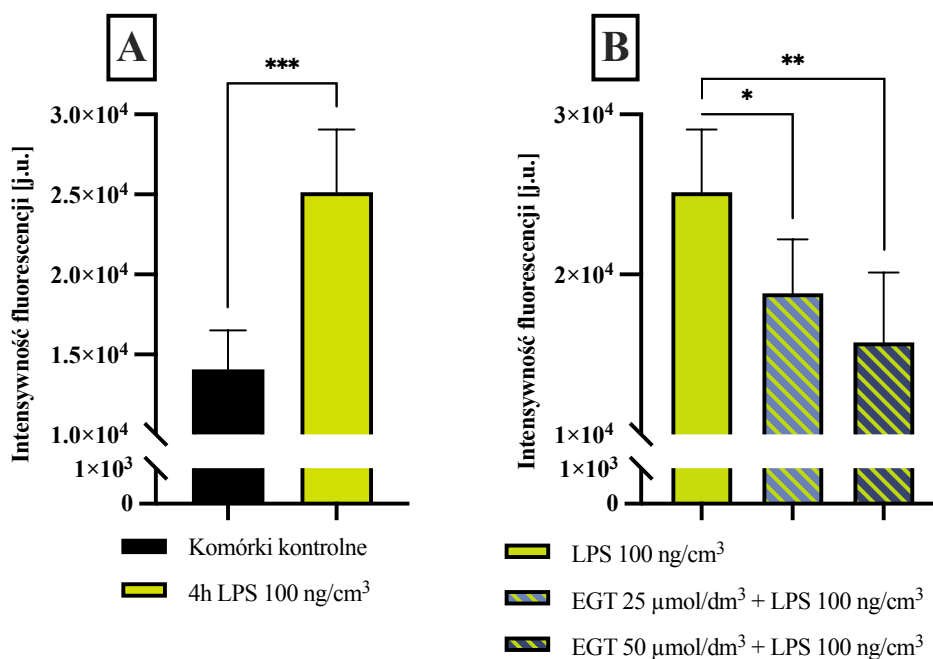 A
***
Intensywność fluorescencji [j.u.]
3.0×10⁴
2.5×10⁴
2.0×10⁴
1.5×10⁴
1.0×10⁴
1×10³
0
Komórki kontrolne
4h LPS 100 ng/cm³
B
**
*
Intensywność fluorescencji [j.u.]
3×10⁴
2×10⁴
1×10⁴
1×10³
0
LPS 100 ng/cm³
EGT 25 μmol/dm³ + LPS 100 ng/cm³
EGT 50 μmol/dm³ + LPS 100 ng/cm³